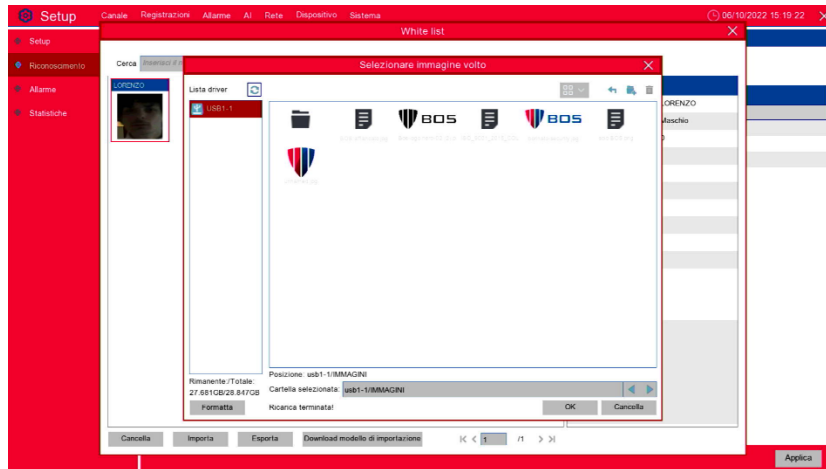 Setup Canale Registrazioni Allarme AI Rete Dispositivo Sistema 06/10/2022 15:19:22
White list
Setup
Riconoscimento
Allarme
Statistiche
Cerca
LORENZO
Selezionare immagine volto
Lista driver
USB1-1
BOS
BOS
LORENZO
Maschio
Posizione: usb1-1/IMMAGINI
Rimanente:/Totale:
27.681GB/28.847GB
Cartella selezionata: usb1-1/IMMAGINI
Formatta Ricarica terminata! OK Cancella
Cancella Importa Esporta Download modello di importazione 1 /1
Applica